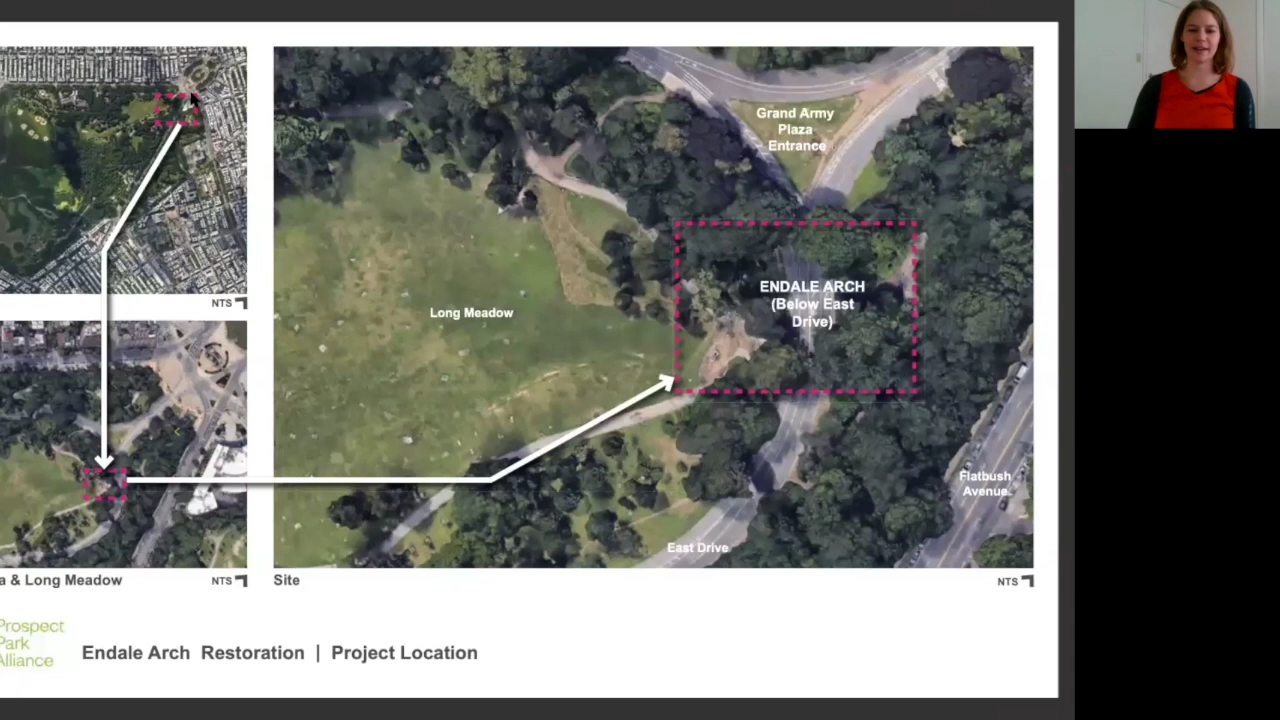 Grand Army
Plaza
Entrance
ENDALE ARCH
(Below East
Drive)
NTS
Long Meadow
Flatbush
Avenue
East Drive
a & Long Meadow
NTS
Site
NTS
Prospect
Park
Alliance
Endale Arch Restoration | Project Location